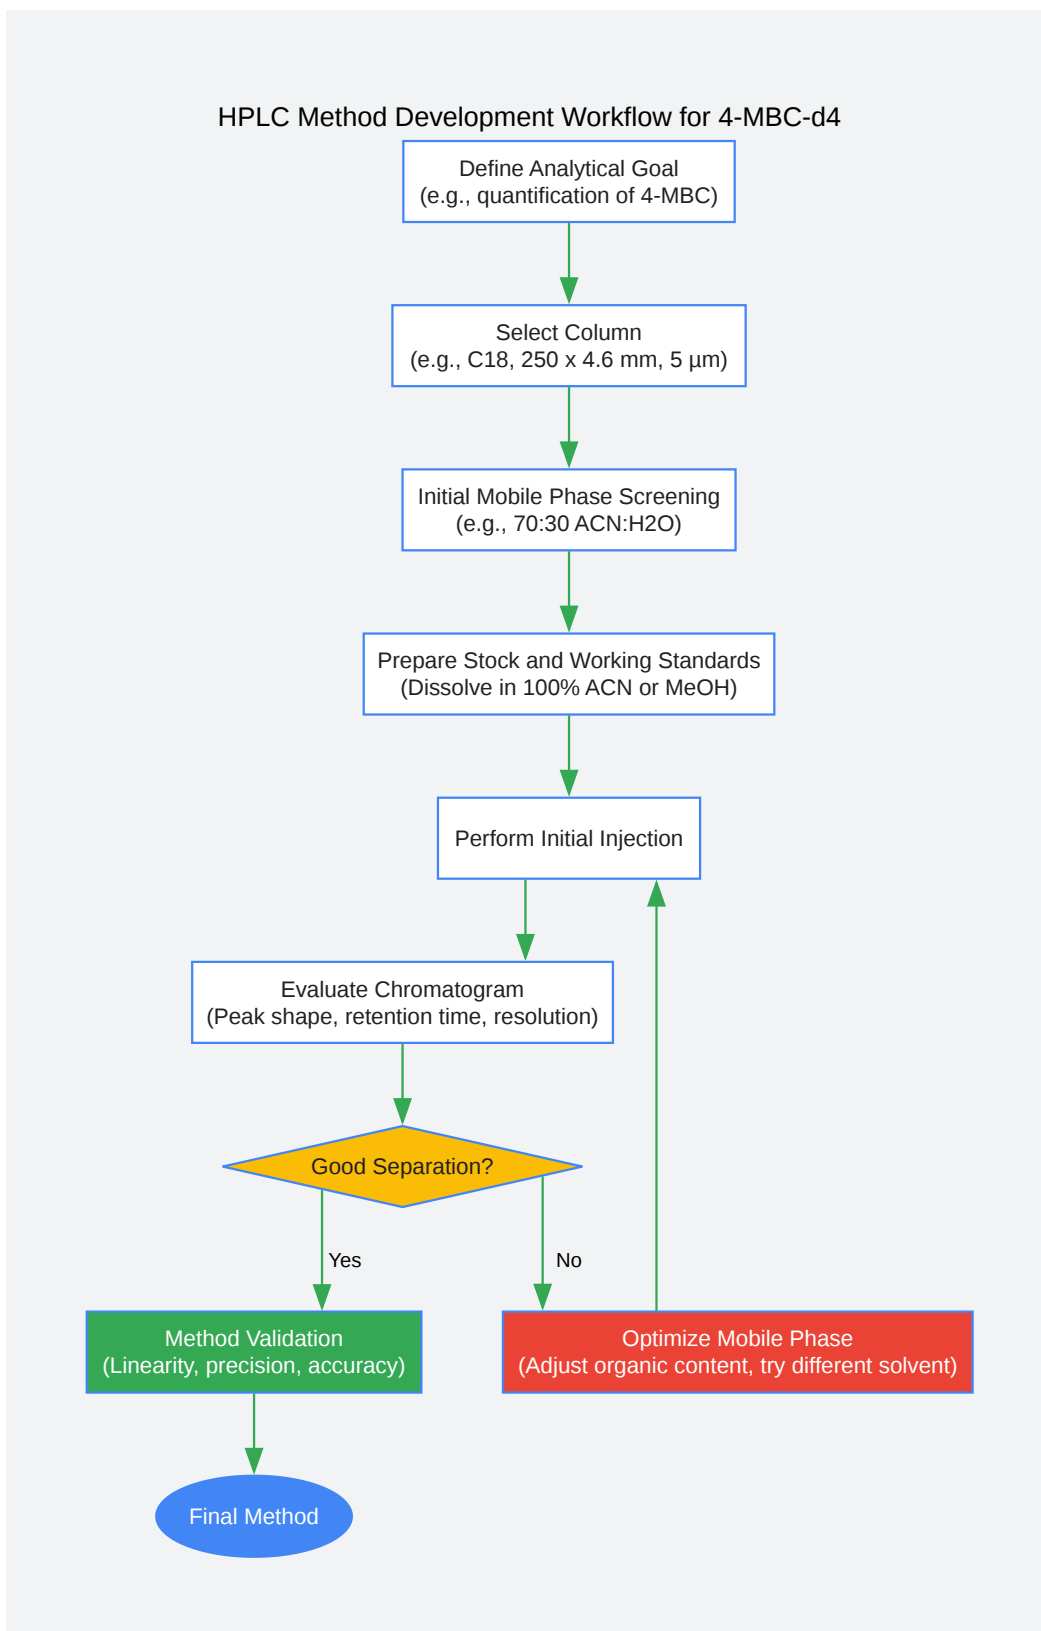 HPLC Method Development Workflow for 4-MBC-d4
Define Analytical Goal
(e.g., quantification of 4-MBC)
Select Column
(e.g., C18, 250 x 4.6 mm, 5 µm)
Initial Mobile Phase Screening
(e.g., 70:30 ACN:H2O)
Prepare Stock and Working Standards
(Dissolve in 100% ACN or MeOH)
Perform Initial Injection
Evaluate Chromatogram
(Peak shape, retention time, resolution)
Good Separation?
Yes
No
Method Validation
(Linearity, precision, accuracy)
Optimize Mobile Phase
(Adjust organic content, try different solvent)
Final Method